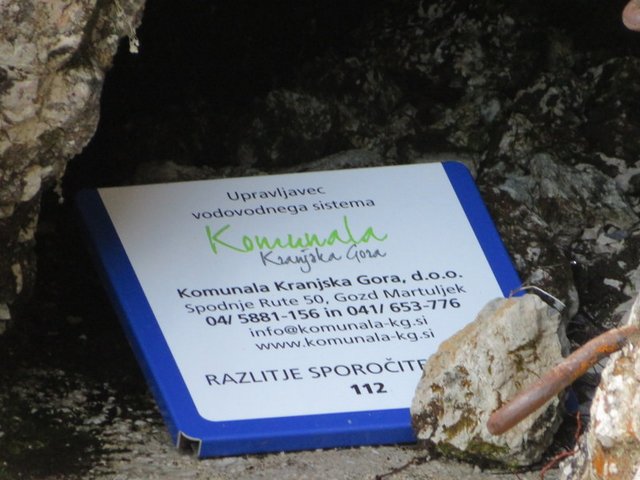 Upravljavec
vodovodnega sistema
Komunala
Kranjska Gora
Komunala Kranjska Gora, d.o.o.
Spodnje Rute 50, Gozd Martuljek
04/ 5881-156 in 041/ 653-776
info@komunala-kg.si
www.komunala-kg.si
RAZLITJE SPOROČITE
112